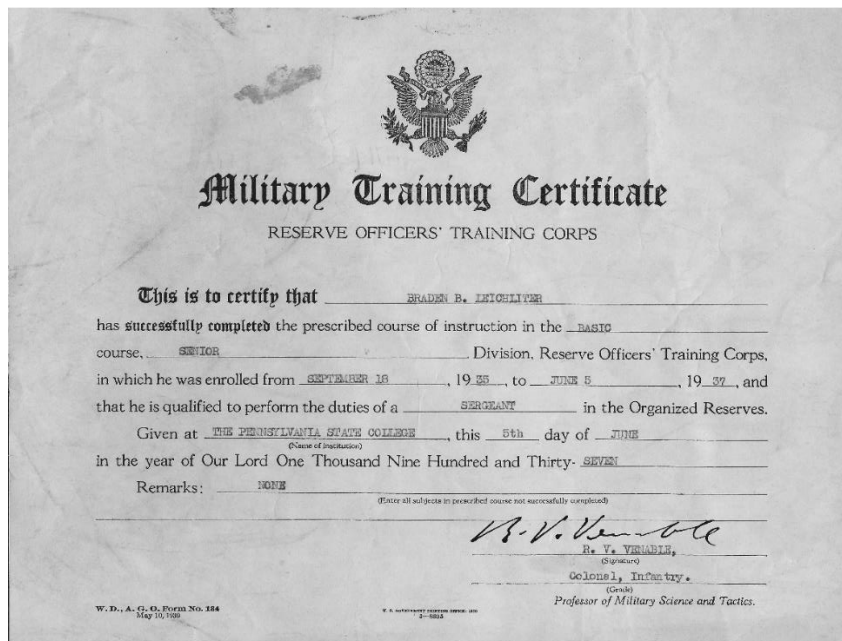 Military Training Certificate
RESERVE OFFICERS' TRAINING CORPS
This is to certify that BRADEN B. LEICHLITER
has successfully completed the prescribed course of instruction in the BASIC
course, SENIOR Division, Reserve Officers' Training Corps,
in which he was enrolled from SEPTEMBER 18, 1935, to JUNE 5, 1937, and
that he is qualified to perform the duties of a SERGEANT in the Organized Reserves.
Given at THE PENNSYLVANIA STATE COLLEGE, this 5th day of JUNE
(Name of institution)
in the year of Our Lord One Thousand Nine Hundred and Thirty-SEVEN
Remarks: NONE
(Enter all subjects in prescribed course not successfully completed)
R. V. Venable
R. V. VENABLE,
(Signature)
Colonel, Infantry.
(Grade)
Professor of Military Science and Tactics.
W. D., A. G. O. Form No. 134
May 10,